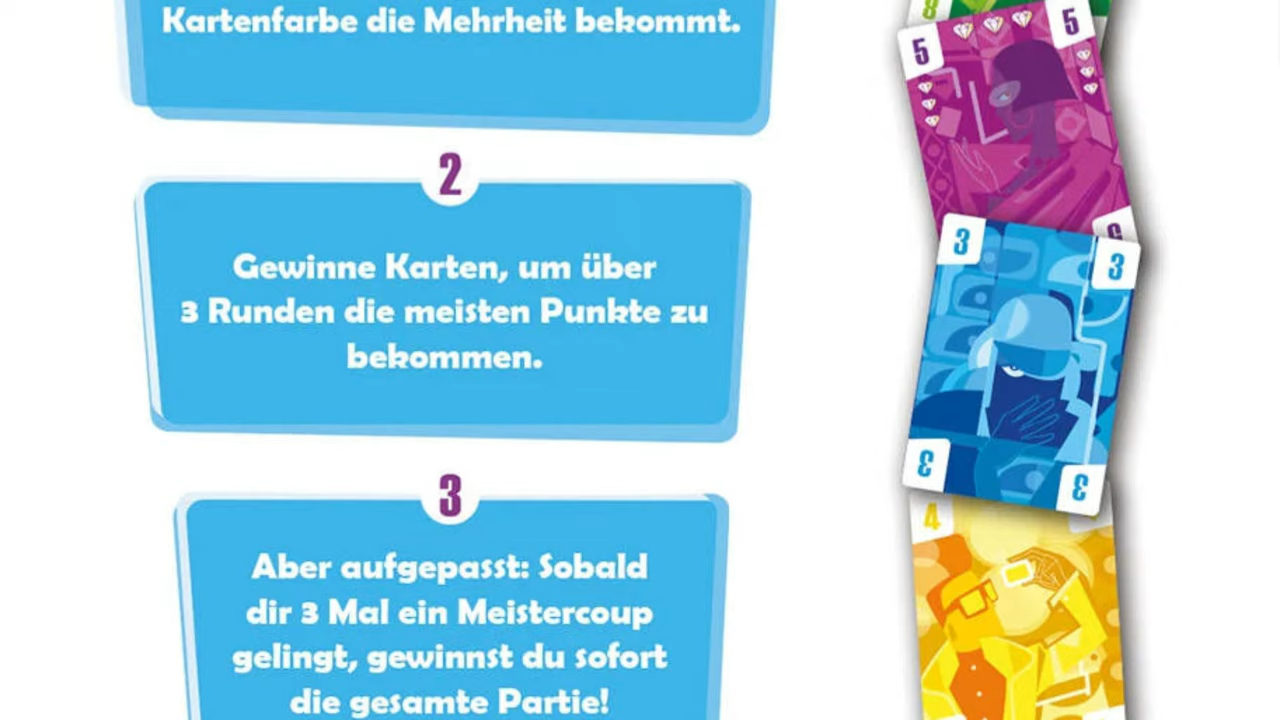 Kartenfarbe die Mehrheit bekommt.
2
Gewinne Karten, um über
3 Runden die meisten Punkte zu
bekommen.
3
Aber aufgepasst: Sobald
dir 3 Mal ein Meistercoup
gelingt, gewinnst du sofort
die gesamte Partie!
5
5
3
3
3
3
4